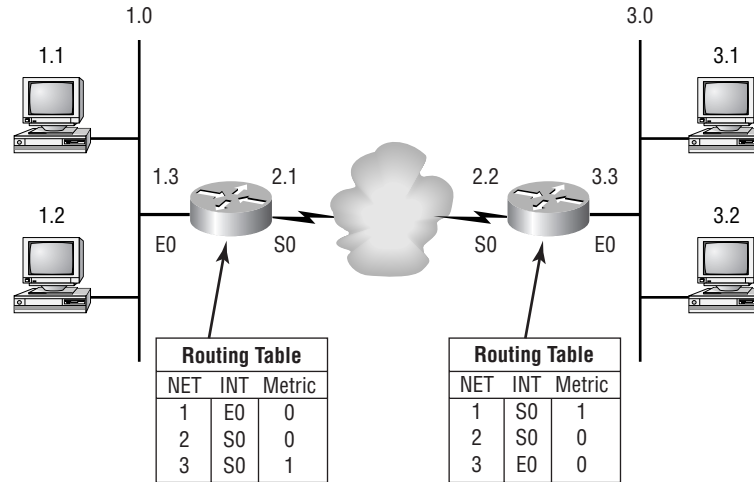 1.0 3.0
1.1 3.1
1.3 2.1 2.2 3.3
1.2 3.2
E0 S0 S0 E0
Routing Table
NET INT Metric
1 E0 0
2 S0 0
3 S0 1
Routing Table
NET INT Metric
1 S0 1
2 S0 0
3 E0 0